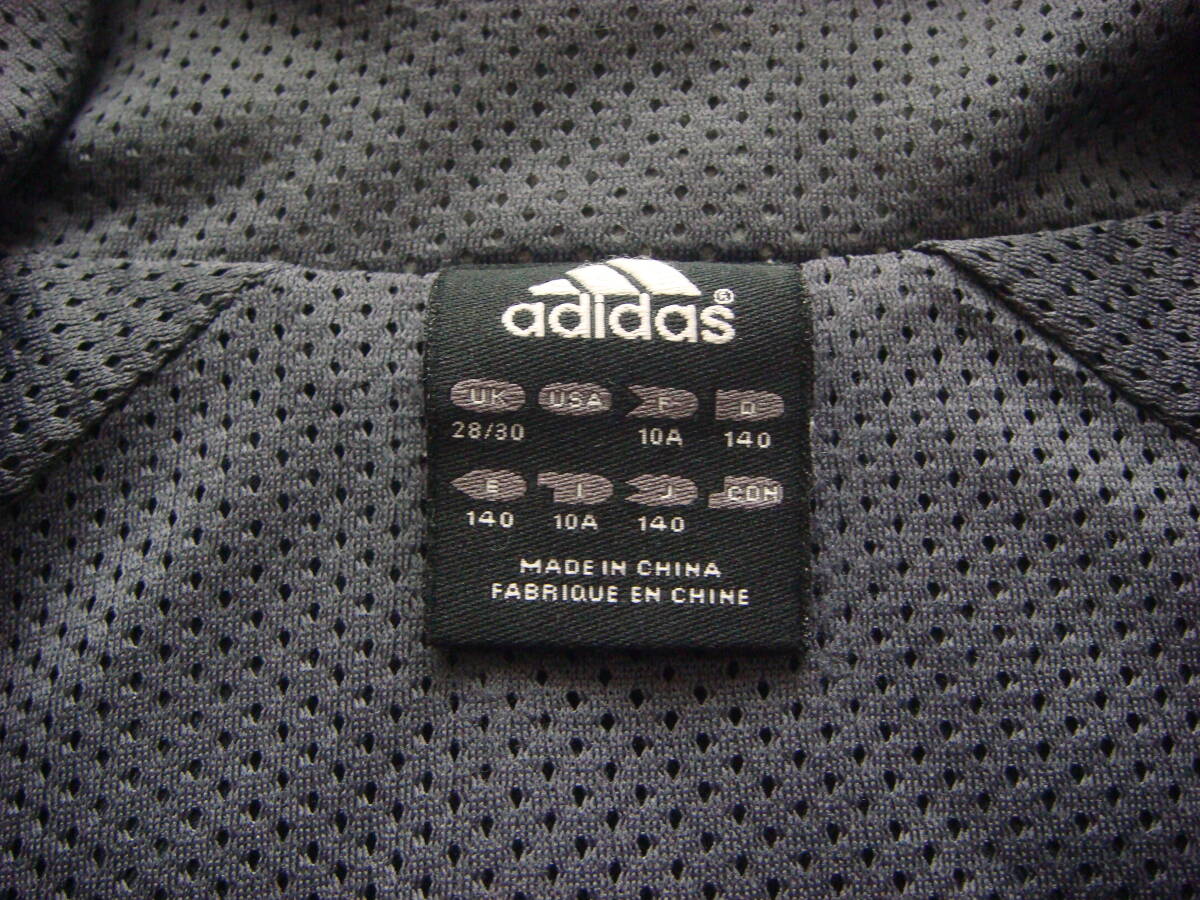 adidas®
UK USA F D
28/30 10A 140
E I J CDN
140 10A 140
MADE IN CHINA
FABRIQUE EN CHINE